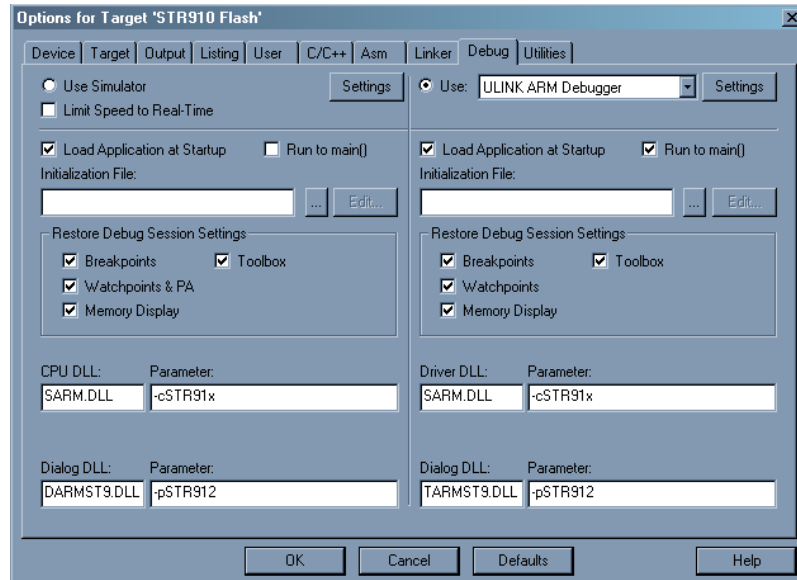 Options for Target 'STR910 Flash'
Device Target Output Listing User C/C++ Asm Linker Debug Utilities
Use Simulator Settings Use: ULINK ARM Debugger Settings
Limit Speed to Real-Time
Load Application at Startup Run to main() Load Application at Startup Run to main()
Initialization File: Initialization File:
... Edit... ... Edit...
Restore Debug Session Settings Restore Debug Session Settings
Breakpoints Toolbox Breakpoints Toolbox
Watchpoints & PA Watchpoints
Memory Display Memory Display
CPU DLL: Parameter: Driver DLL: Parameter:
SARM.DLL -cSTR91x SARM.DLL -cSTR91x
Dialog DLL: Parameter: Dialog DLL: Parameter:
DARMST9.DLL -pSTR912 TARMST9.DLL -pSTR912
OK Cancel Defaults Help